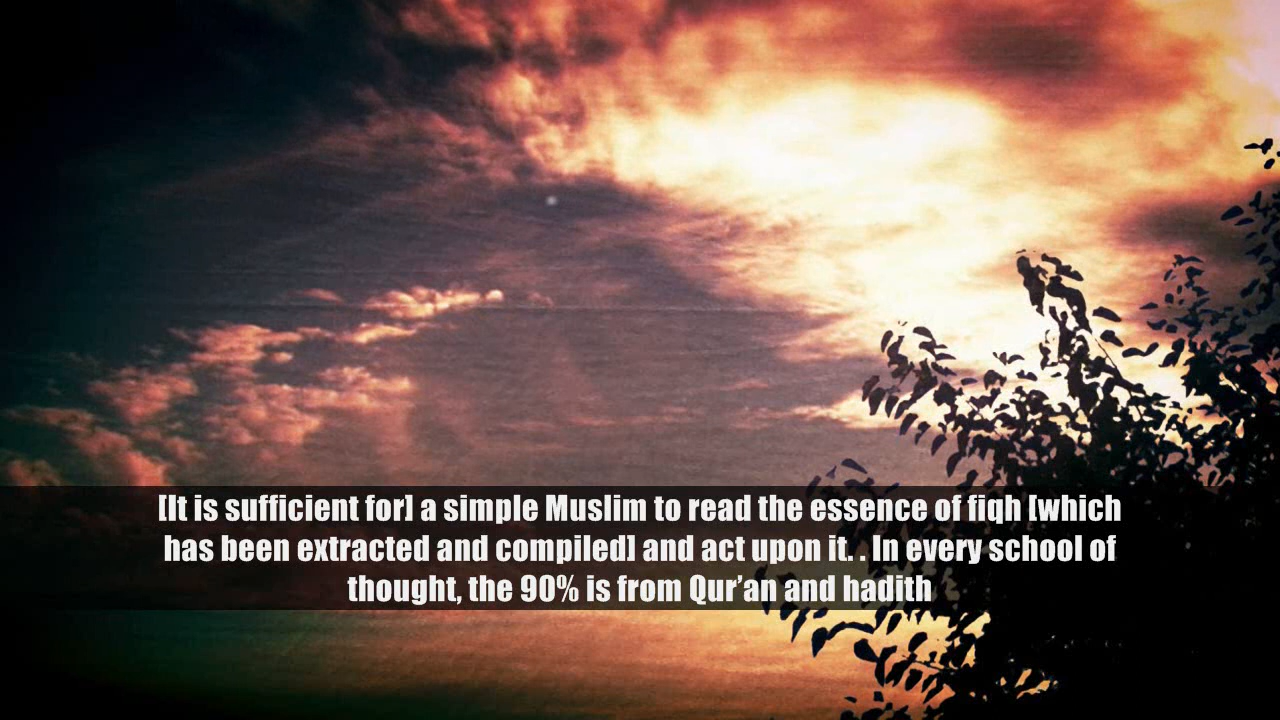 [It is sufficient for] a simple Muslim to read the essence of fiqh [which
has been extracted and compiled] and act upon it. . In every school of
thought, the 90% is from Qur’an and hadith